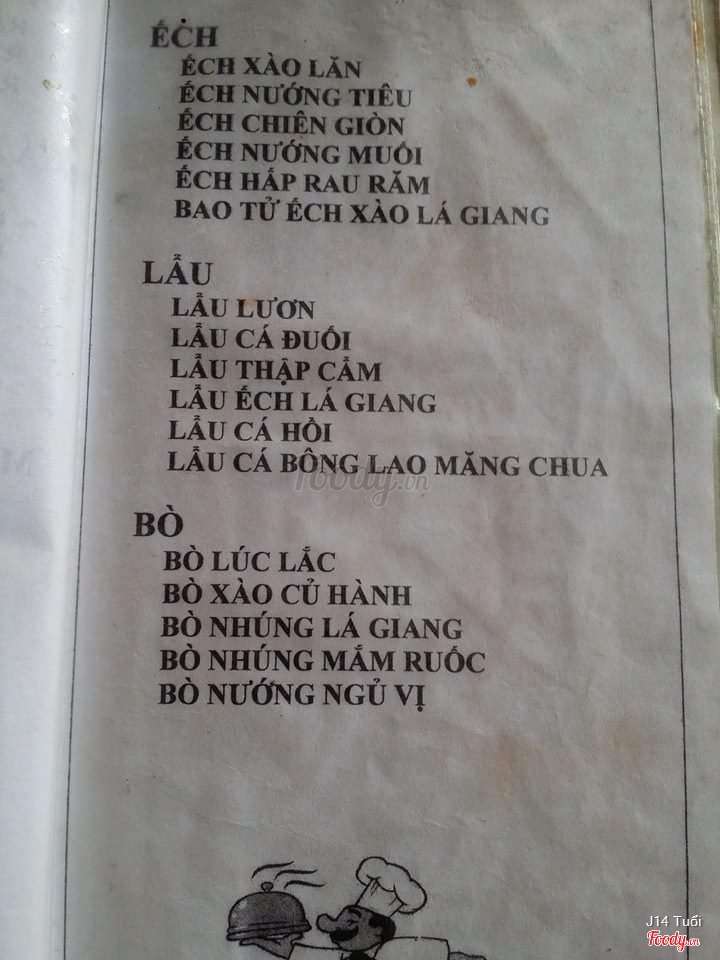 ẾCH
ẾCH XÀO LĂN
ẾCH NƯỚNG TIÊU
ẾCH CHIÊN GIÒN
ẾCH NƯỚNG MUỐI
ẾCH HẤP RAU RĂM
BAO TỬ ẾCH XÀO LÁ GIANG
LẨU
LẨU LƯƠN
LẨU CÁ ĐUỐI
LẨU THẬP CẨM
LẨU ẾCH LÁ GIANG
LẨU CÁ HỒI
LẨU CÁ BÔNG LAO MĂNG CHUA
Foody.vn
BÒ
BÒ LÚC LẮC
BÒ XÀO CỦ HÀNH
BÒ NHÚNG LÁ GIANG
BÒ NHÚNG MẮM RUỐC
BÒ NƯỚNG NGỦ VỊ
J14 Tuổi
Foody.vn